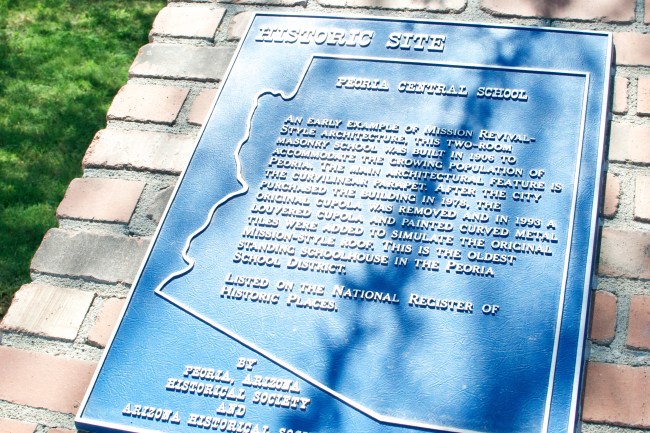 HISTORIC SITE
PEORIA CENTRAL SCHOOL
AN EARLY EXAMPLE OF MISSION REVIVAL-
STYLE ARCHITECTURE, THIS TWO-ROOM
MASONRY SCHOOL WAS BUILT IN 1906 TO
ACCOMODATE THE GROWING POPULATION OF
PEORIA. THE MAIN ARCHITECTURAL FEATURE IS
THE CURVILINEAR PARAPET. AFTER THE CITY
PURCHASED THE BUILDING IN 1978, THE
ORIGINAL CUPOLA WAS REMOVED AND IN 1993 A
LOUVERED CUPOLA AND PAINTED CURVED METAL
TILES WERE ADDED TO SIMULATE THE ORIGINAL
MISSION-STYLE ROOF. THIS IS THE OLDEST
STANDING SCHOOLHOUSE IN THE PEORIA
SCHOOL DISTRICT.
LISTED ON THE NATIONAL REGISTER OF
HISTORIC PLACES.
BY
PEORIA, ARIZONA
HISTORICAL SOCIETY
AND
ARIZONA HISTORICAL